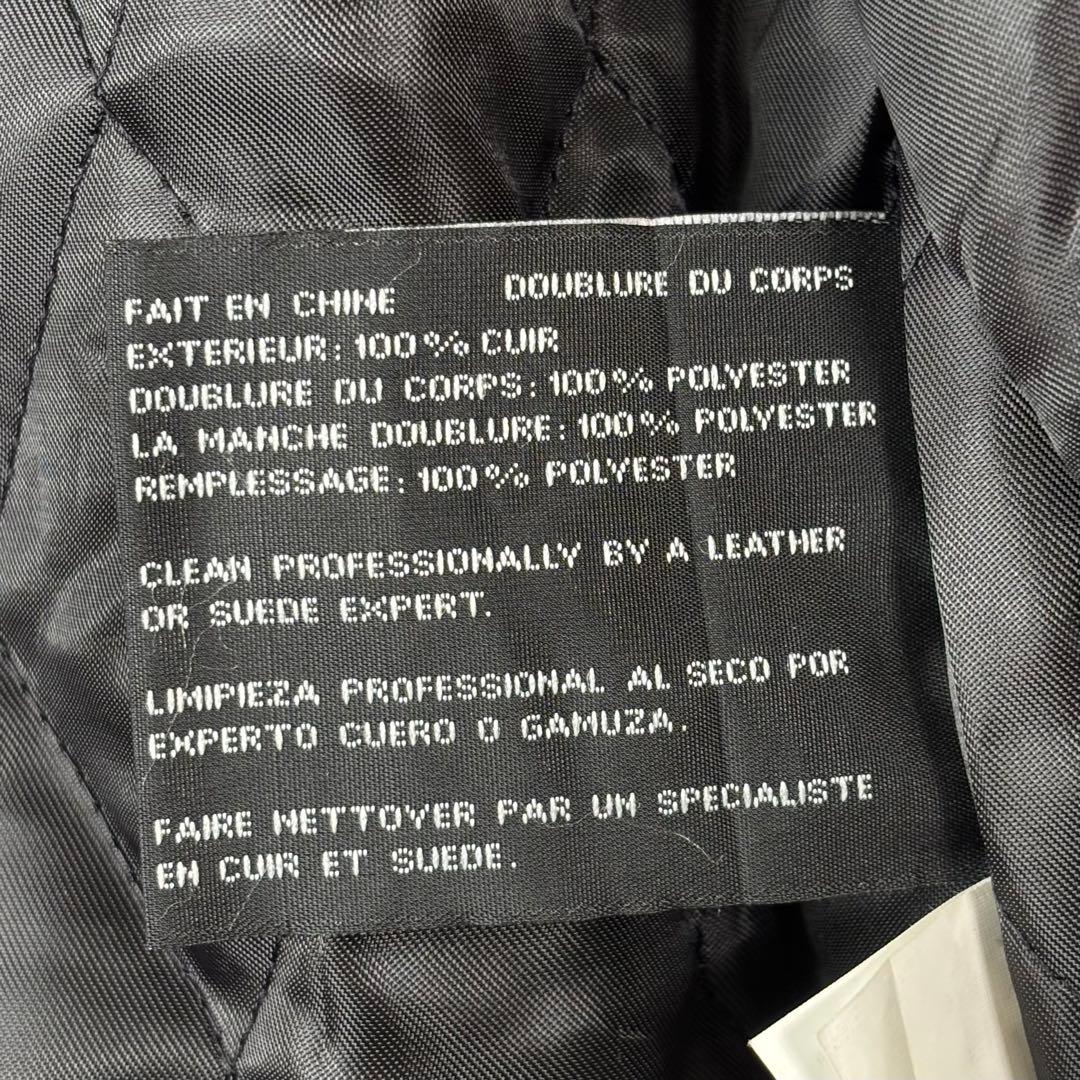 FAIT EN CHINE DOUBLURE DU CORPS
EXTERIEUR: 100% CUIR
DOUBLURE DU CORPS: 100% POLYESTER
LA MANCHE DOUBLURE: 100% POLYESTER
REMPLESSAGE: 100% POLYESTER
CLEAN PROFESSIONALLY BY A LEATHER
OR SUEDE EXPERT.
LIMPIEZA PROFESSIONAL AL SECO POR
EXPERTO CUERO O GAMUZA.
FAIRE NETTOYER PAR UN SPECIALISTE
EN CUIR ET SUEDE.